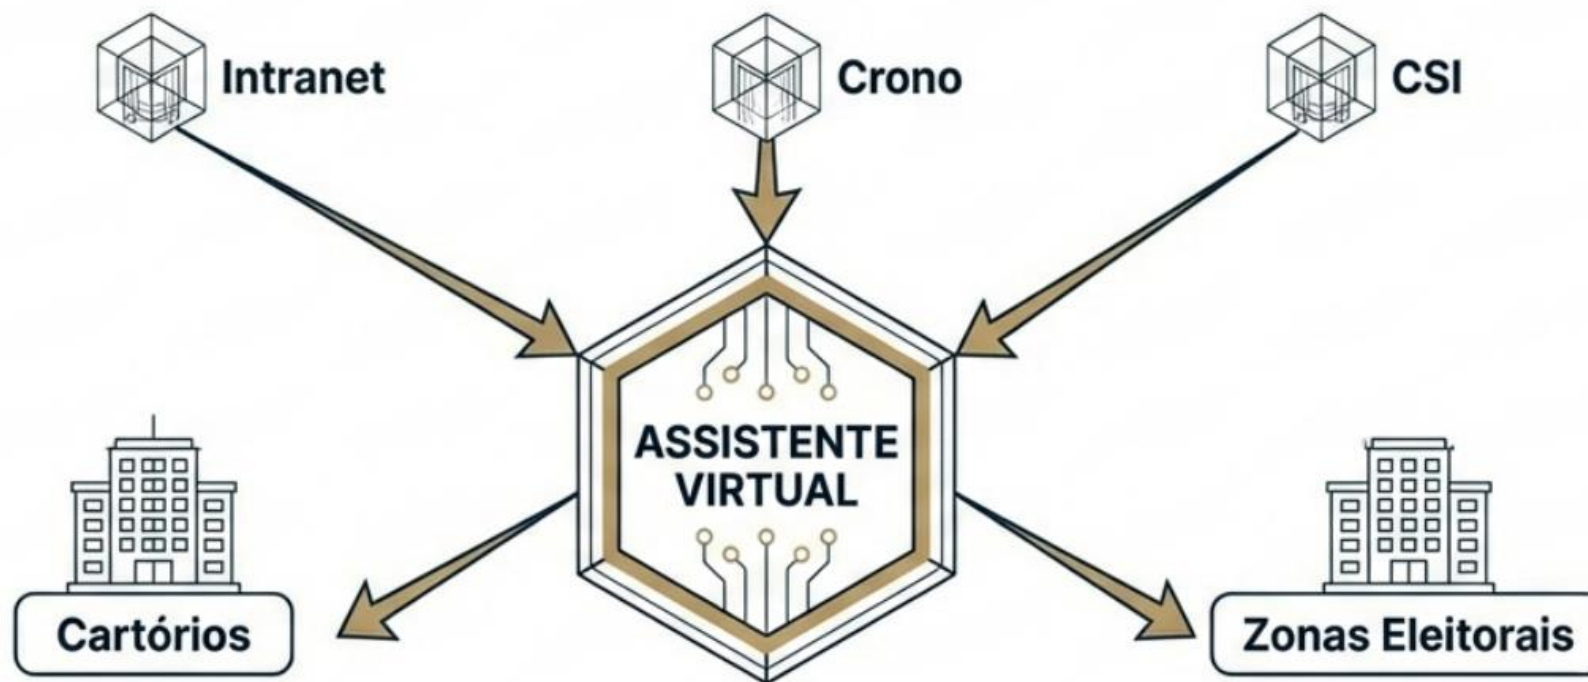 Intranet
Crono
CSI
ASSISTENTE
VIRTUAL
Cartórios
Zonas Eleitorais